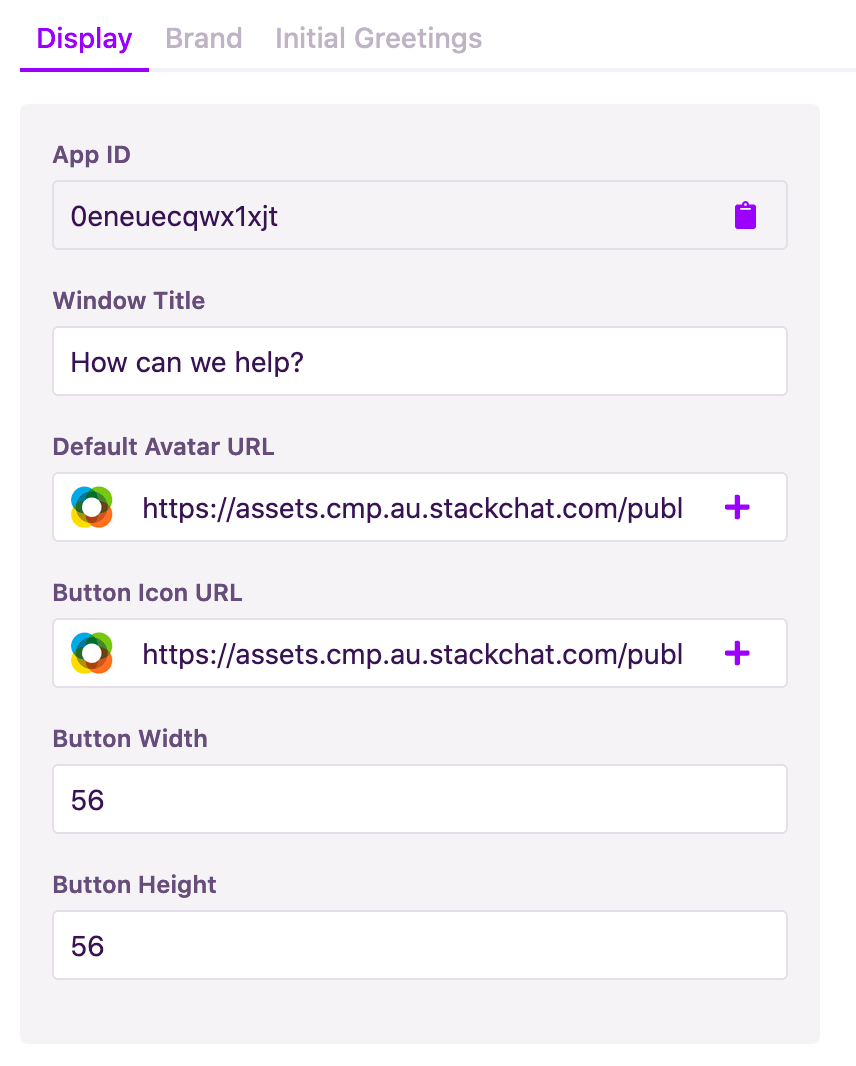 Display Brand Initial Greetings
App ID
0eneuecqwx1xjt
Window Title
How can we help?
Default Avatar URL
https://assets.cmp.au.stackchat.com/publ
Button Icon URL
https://assets.cmp.au.stackchat.com/publ
Button Width
56
Button Height
56